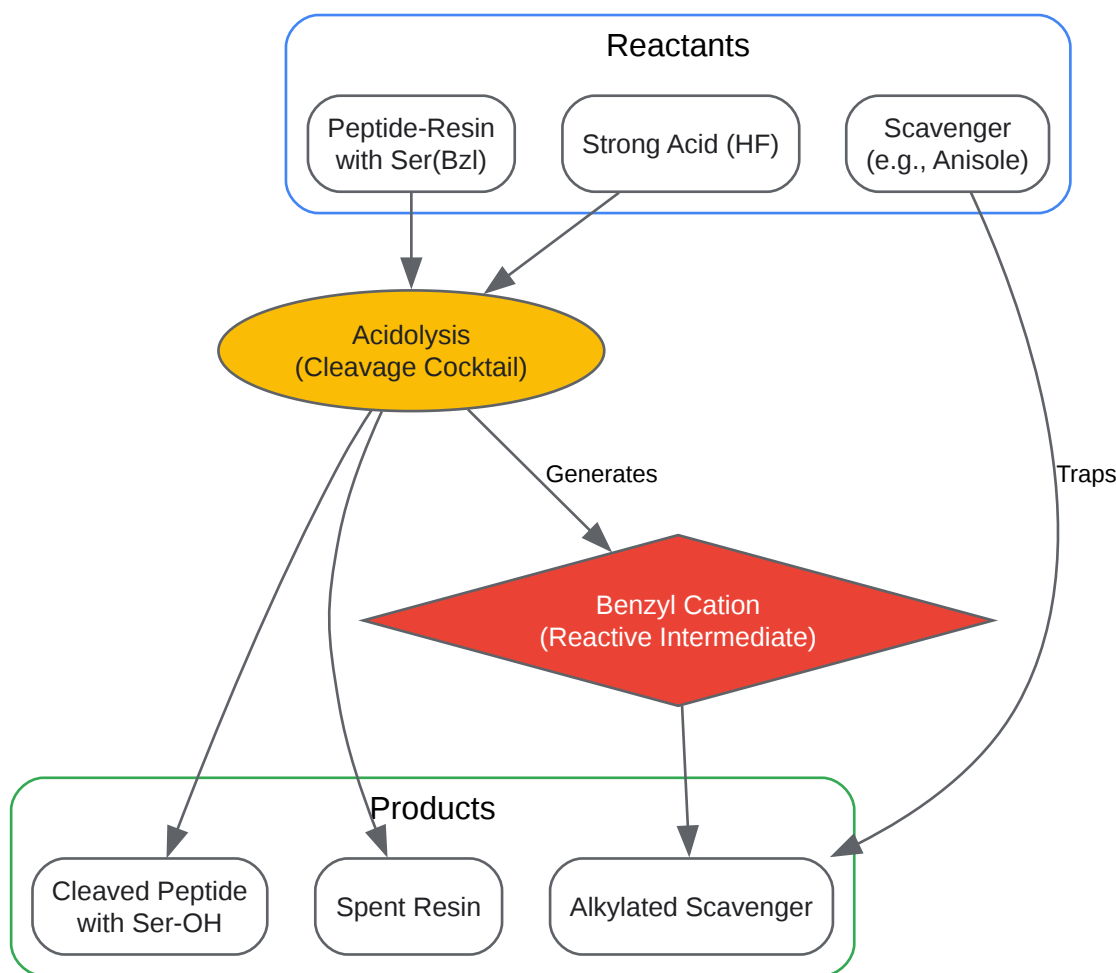 Reactants
Peptide-Resin
with Ser(Bzl)
Strong Acid (HF)
Scavenger
(e.g., Anisole)
Acidolysis
(Cleavage Cocktail)
Generates
Traps
Benzyl Cation
(Reactive Intermediate)
Products
Cleaved Peptide
with Ser-OH
Spent Resin
Alkylated Scavenger